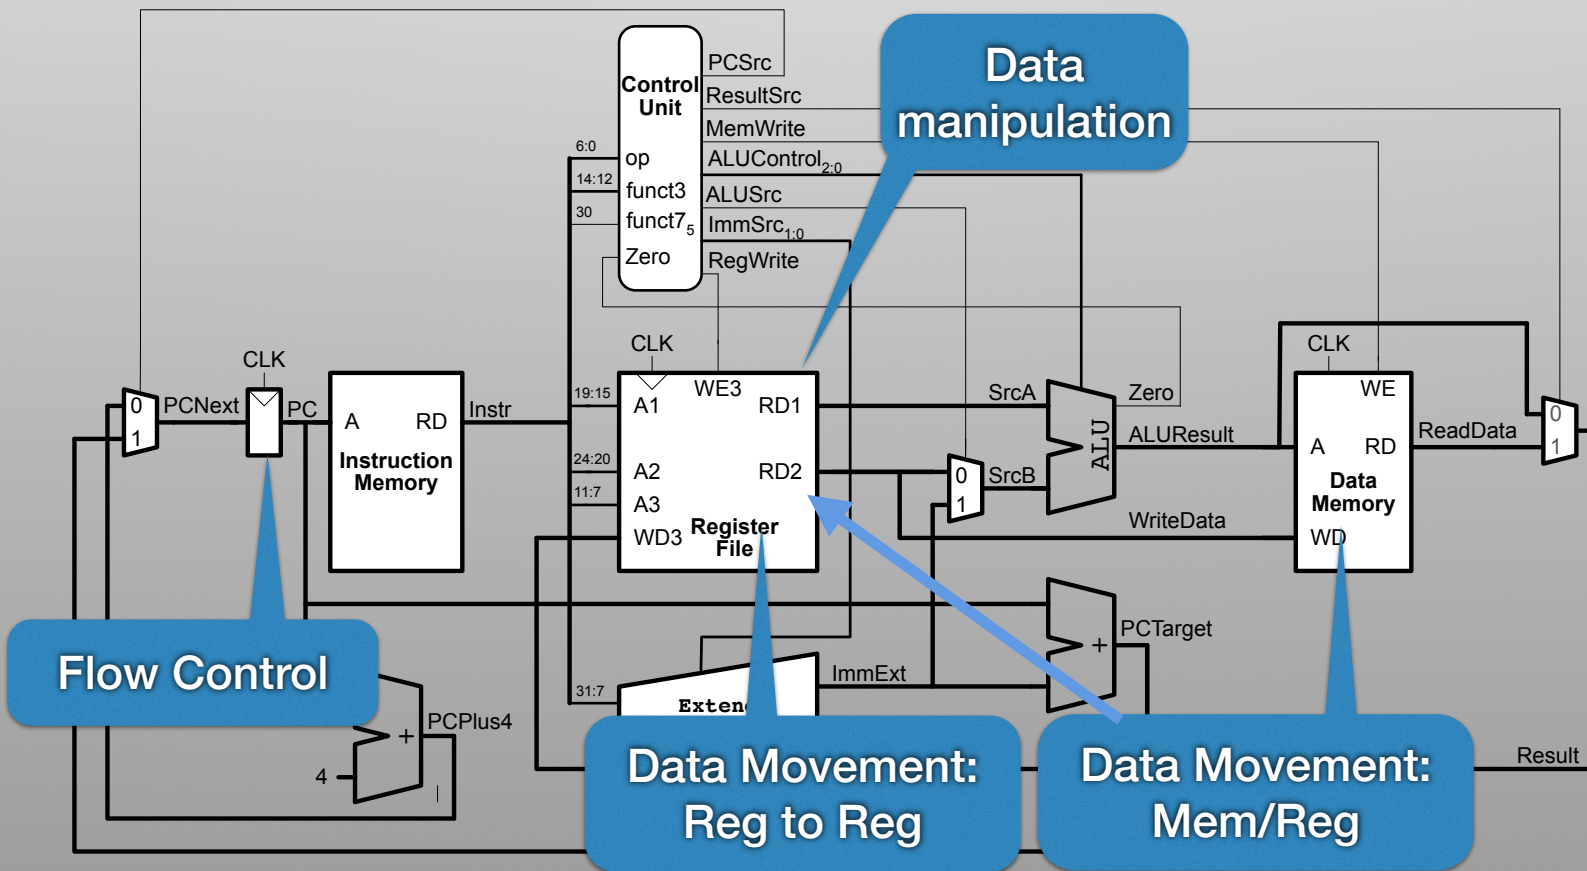 PCSrc
Control
Unit
ResultSrc
MemWrite
ALUControl2:0
ALUSrc
ImmSrc1:0
RegWrite
6:0
op
14:12
funct3
30
funct75
Zero
Data
manipulation
CLK
CLK
CLK
0
1
PCNext
PC
A
RD
Instr
Instruction
Memory
19:15
A1
WE3
RD1
24:20
A2
RD2
11:7
A3
WD3
Register
File
SrcA
0
1
SrcB
ALU
Zero
ALUResult
WriteData
WE
A
RD
Data
Memory
WD
ReadData
0
1
Flow Control
4
+
PCPlus4
31:7
Exten
ImmExt
+
PCTarget
Data Movement:
Reg to Reg
Data Movement:
Mem/Reg
Result